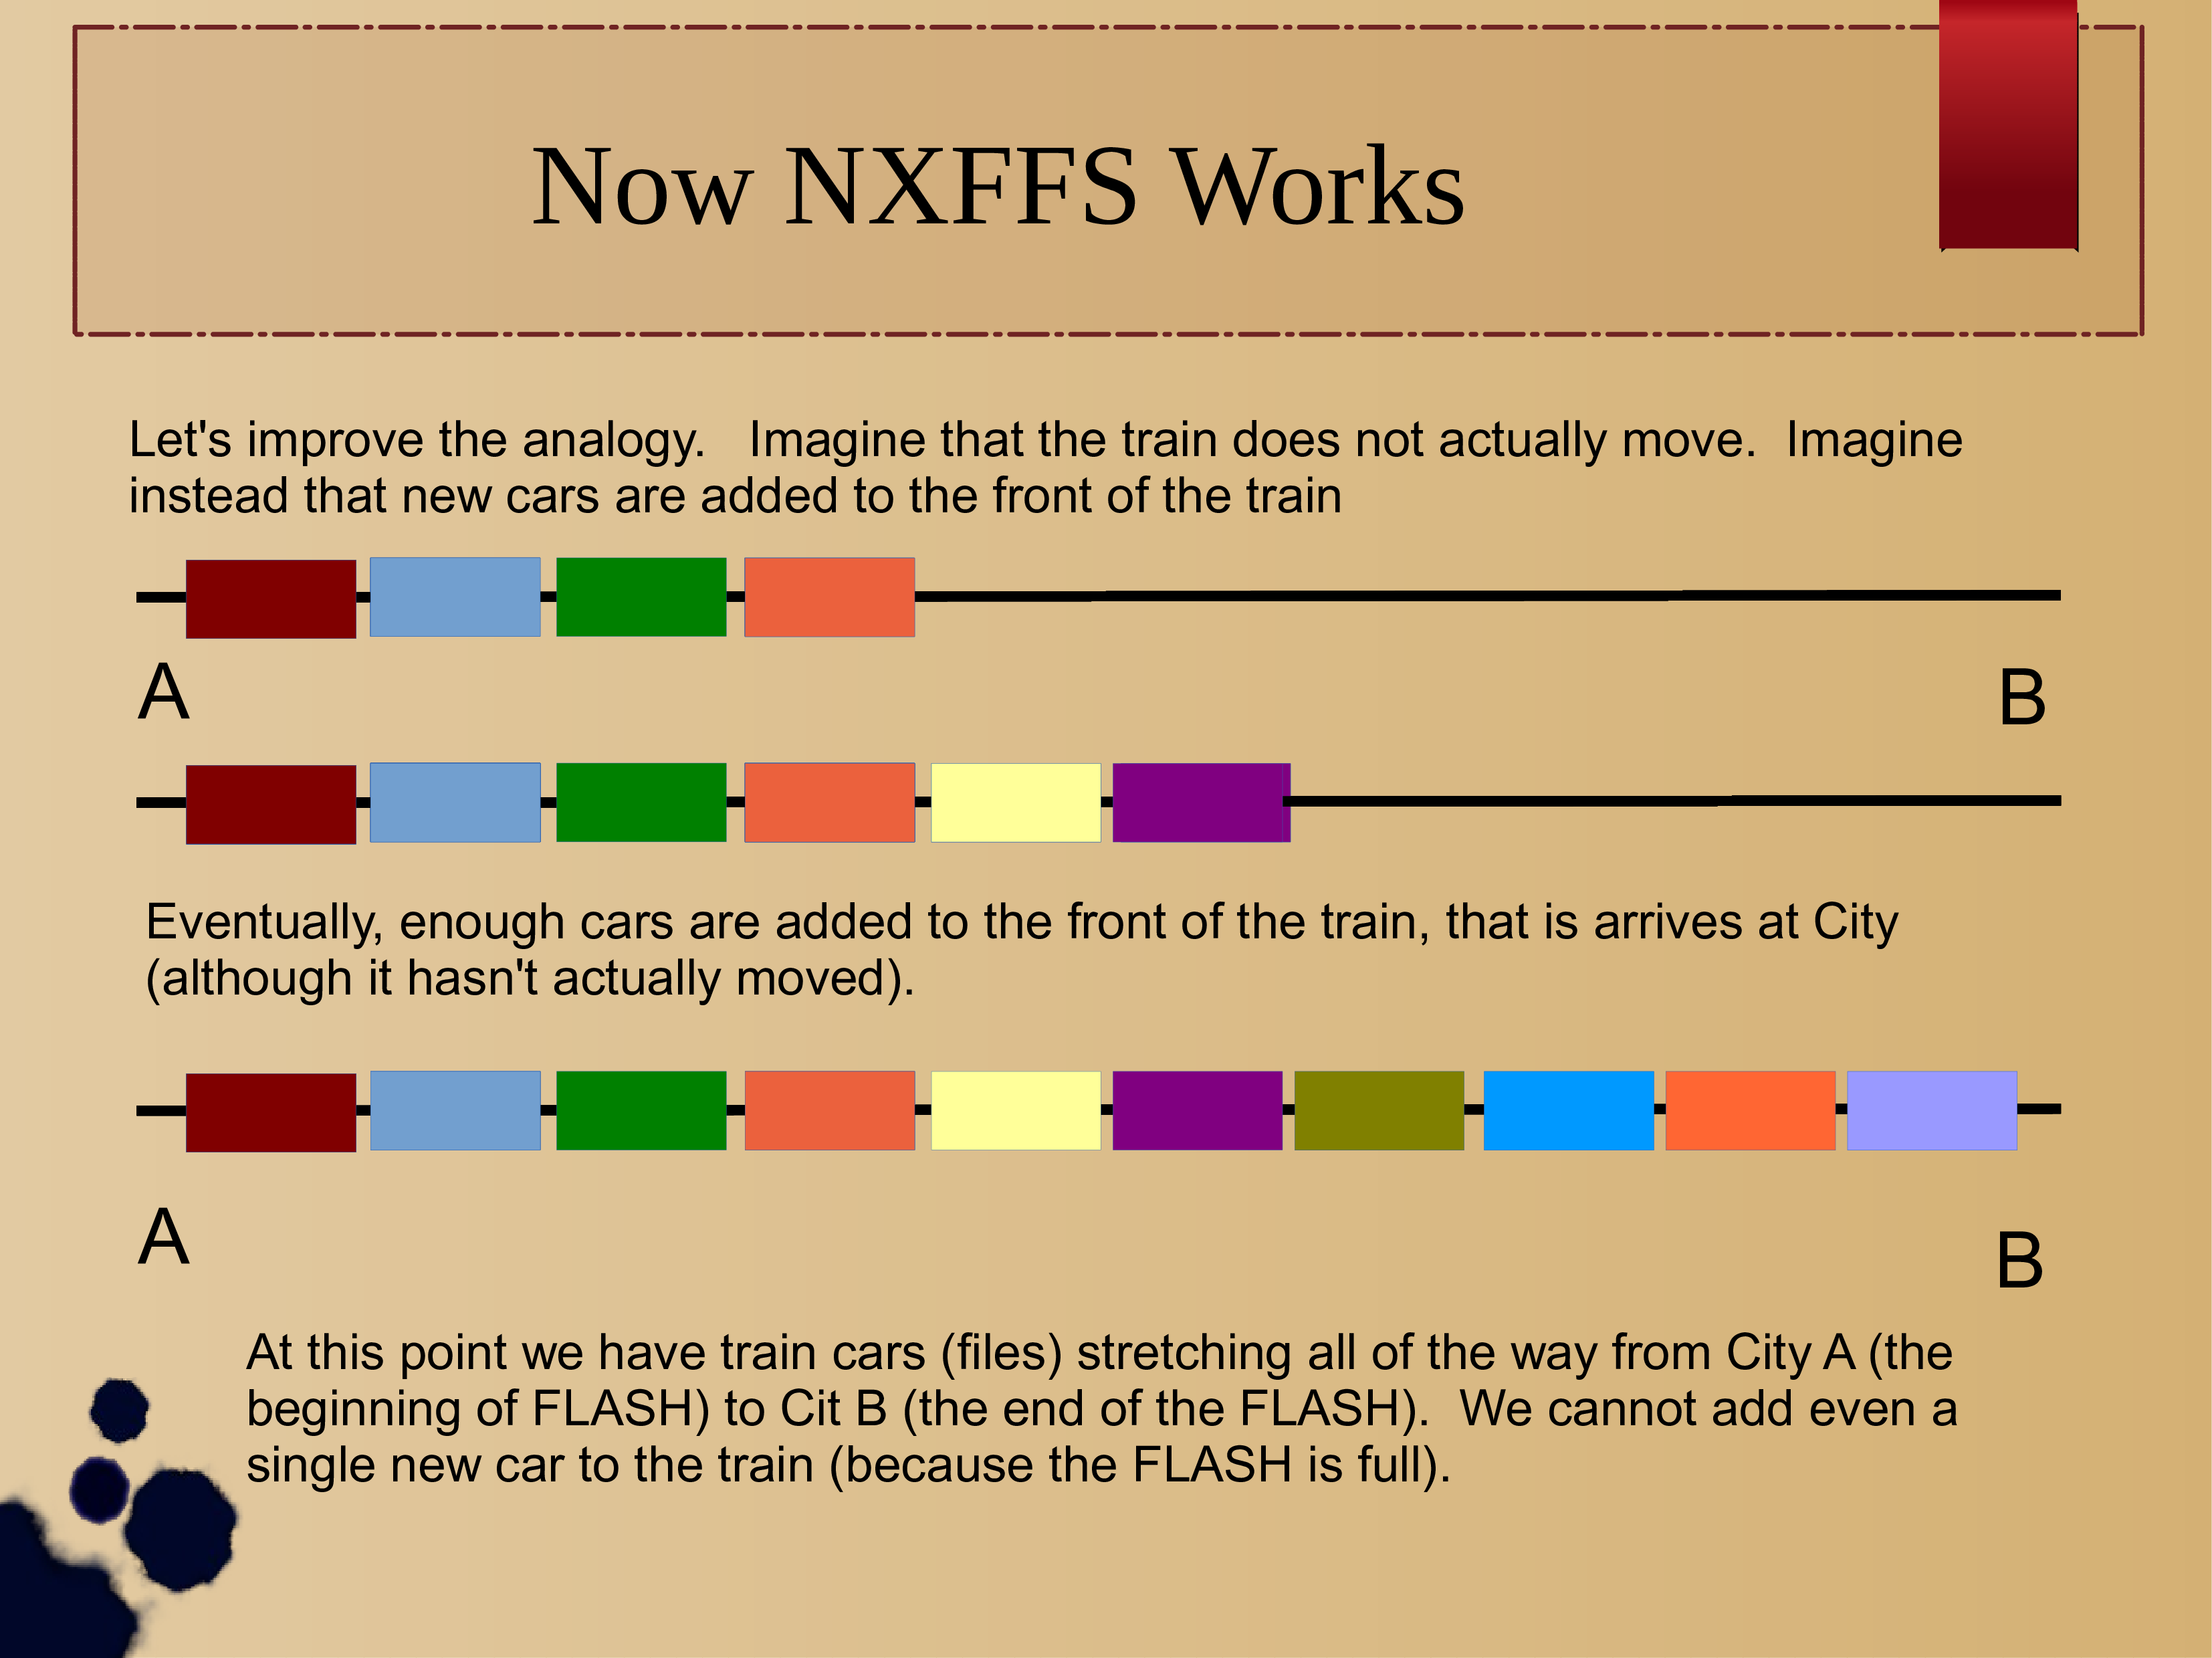 Now NXFFS Works
Let's improve the analogy.   Imagine that the train does not actually move.  Imagine
instead that new cars are added to the front of the train
A
B
Eventually, enough cars are added to the front of the train, that is arrives at City
(although it hasn't actually moved).
A
B
At this point we have train cars (files) stretching all of the way from City A (the
beginning of FLASH) to Cit B (the end of the FLASH).  We cannot add even a
single new car to the train (because the FLASH is full).